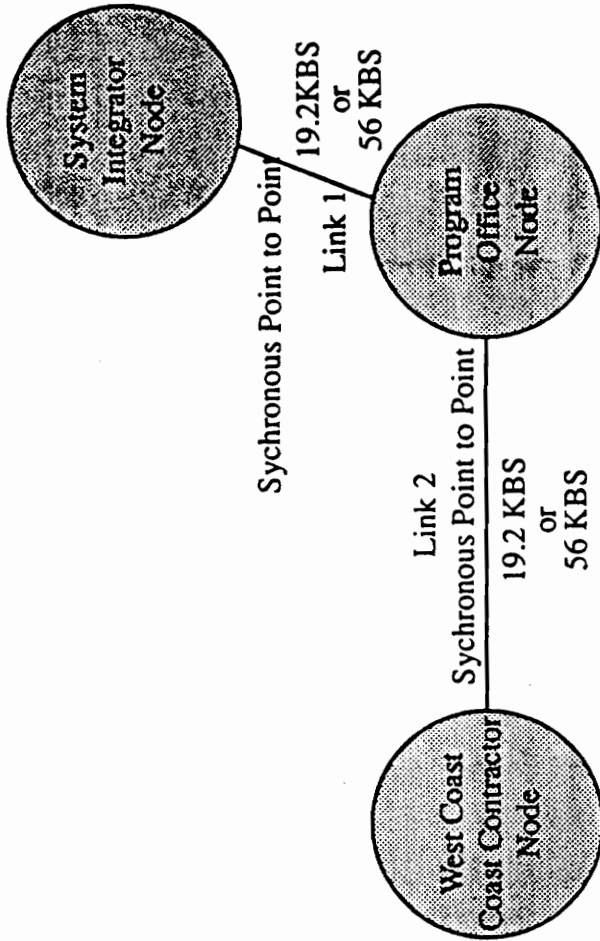 System
Integrator
Node
Sychronous Point to Point
Link 1
19.2KBS
or
56 KBS
Program
Office
Node
Link 2
Sychronous Point to Point
19.2 KBS
or
56 KBS
West Coast
Coast Contractor
Node